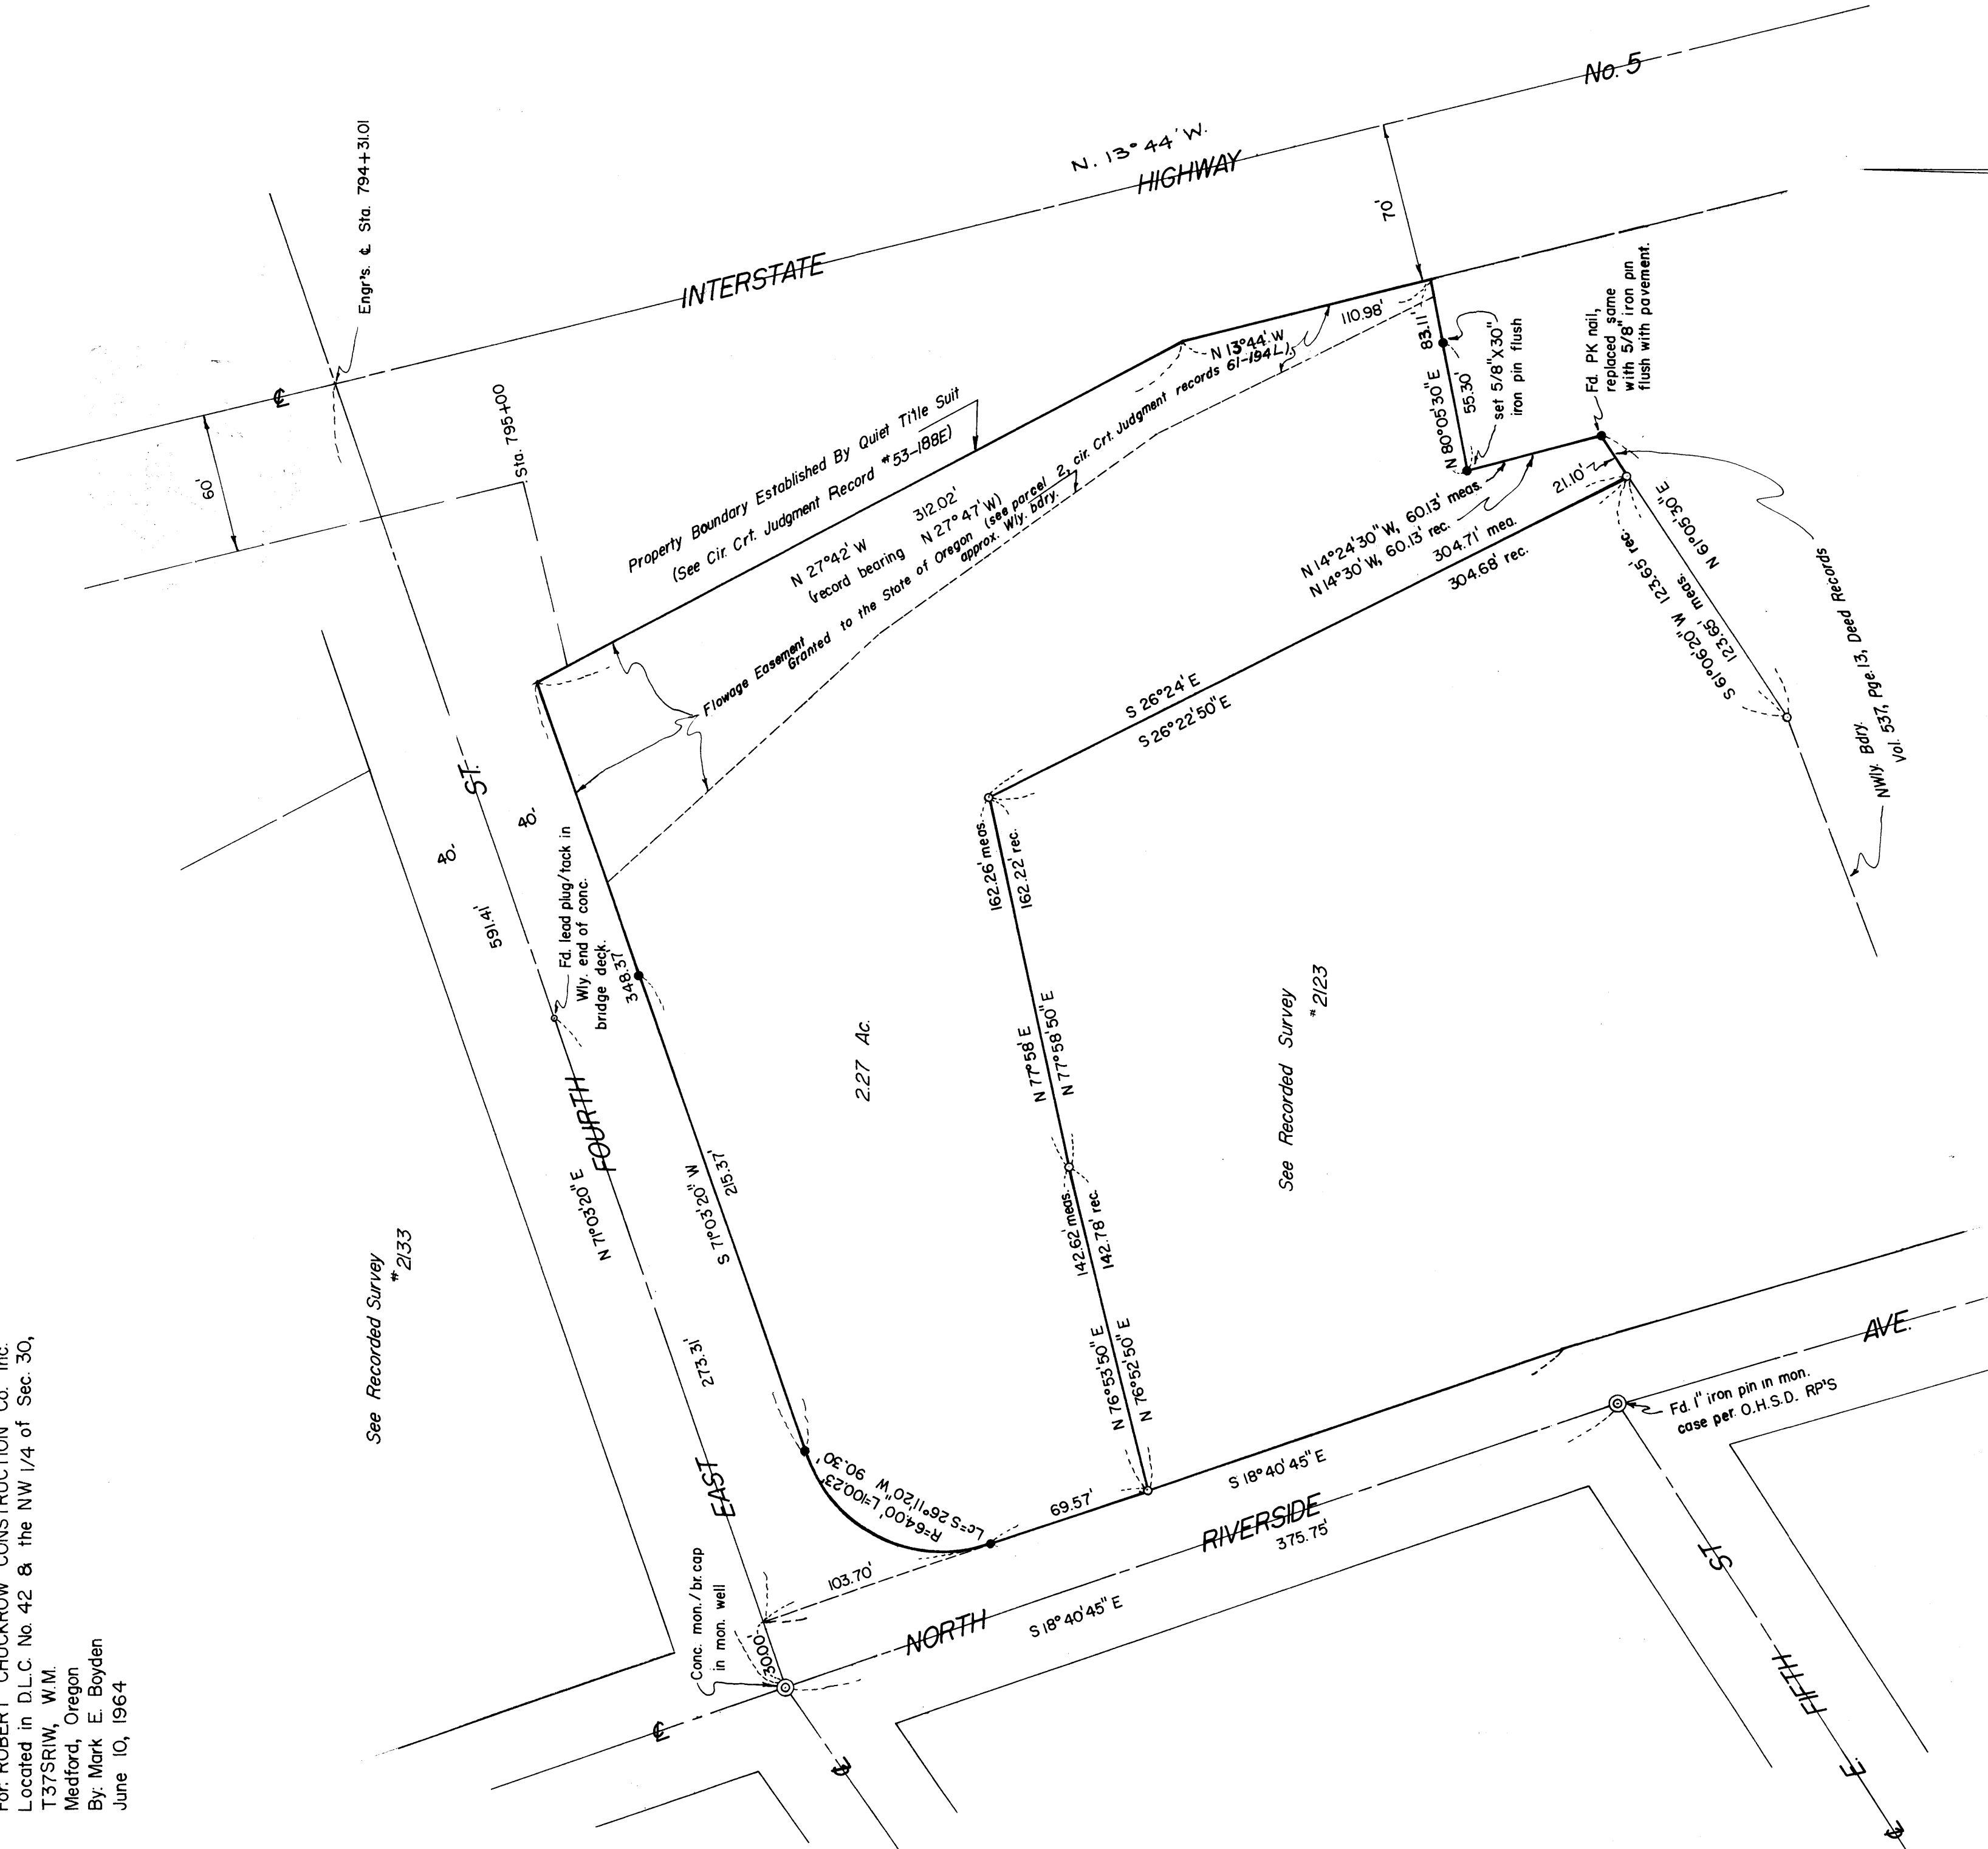 For: ROBERT CHUCKROW CONSTRUCTION Co. Inc.
Located in D.L.C. No. 42 & the NW 1/4 of Sec. 30,
T37SR1W, W.M.
Medford, Oregon
By: Mark E. Boyden
June 10, 1964
No. 5
N. 13° 44' W.
HIGHWAY
INTERSTATE
70'
Engr's. ℄ Sta. 794+31.01
℄
60'
Sta. 795+00
Property Boundary Established By Quiet Title Suit
(See Cir. Crt. Judgment Record #53-188E)
N 27°42' W
312.02'
(record bearing N 27°47' W)
Flowage Easement
Granted to the State of Oregon (see parcel 2, cir. Crt. Judgment records 61-194L)
approx. Wly. bdry.
N 13°44' W
110.98'
83.11'
N 80°05'30" E
55.30'
set 5/8"X30"
iron pin flush
Fd. PK nail,
replaced same
with 5/8" iron pin
flush with pavement.
21.10'
N 14°24'30" W, 60.13' meas.
N 14°30' W, 60.13' rec.
304.71' mea.
304.68' rec.
S 26°24' E
S 26°22'50" E
N 61°05'30" E
123.65' rec.
123.65' meas.
S 61°06'20" W
NWly. Bdry.
Vol. 537, Pge.13, Deed Records
ST.
40'
40'
591.41'
Fd. lead plug/tack in
Wly. end of conc.
bridge deck.
348.37'
FOURTH
N 71°03'20" E
S 71°03'20" W
215.37'
2.27 Ac.
162.26' meas.
162.22' rec.
N 77°58' E
N 77°58'50" E
142.62' meas.
142.78' rec.
N 76°53'50" E
N 76°52'50" E
See Recorded Survey
#2123
See Recorded Survey
#2133
273.31'
EAST
R=64.00' L=100.23'
Lc=S 26°11'20" W 90.30'
69.57'
103.70'
30.00'
Conc. mon./br. cap
in mon. well
S 18°40'45" E
NORTH
RIVERSIDE
AVE.
375.75'
S 18°40'45" E
Fd. 1" iron pin in mon.
case per. O.H.S.D. RP'S
ST
FIFTH
E.
℄
℄
℄